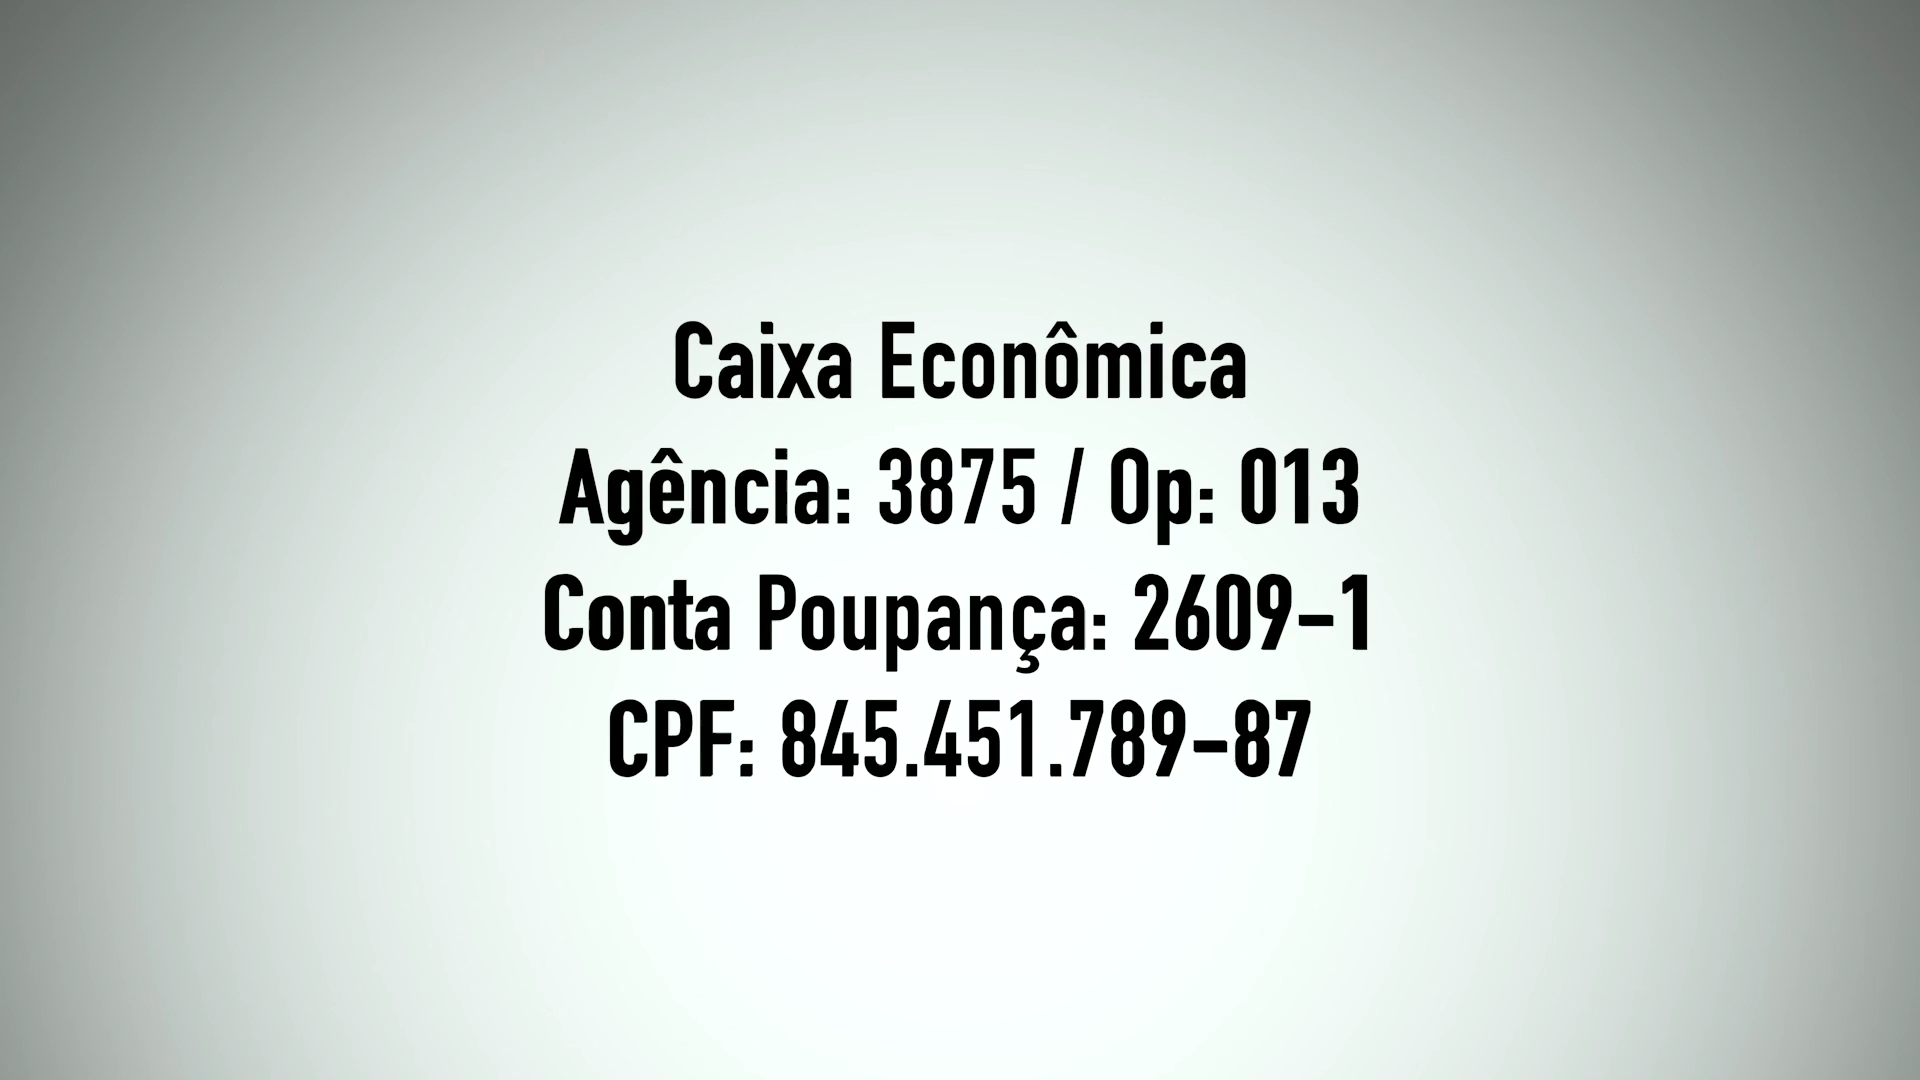 Caixa Econômica
Agência: 3875 / Op: 013
Conta Poupança: 2609-1
CPF: 845.451.789-87